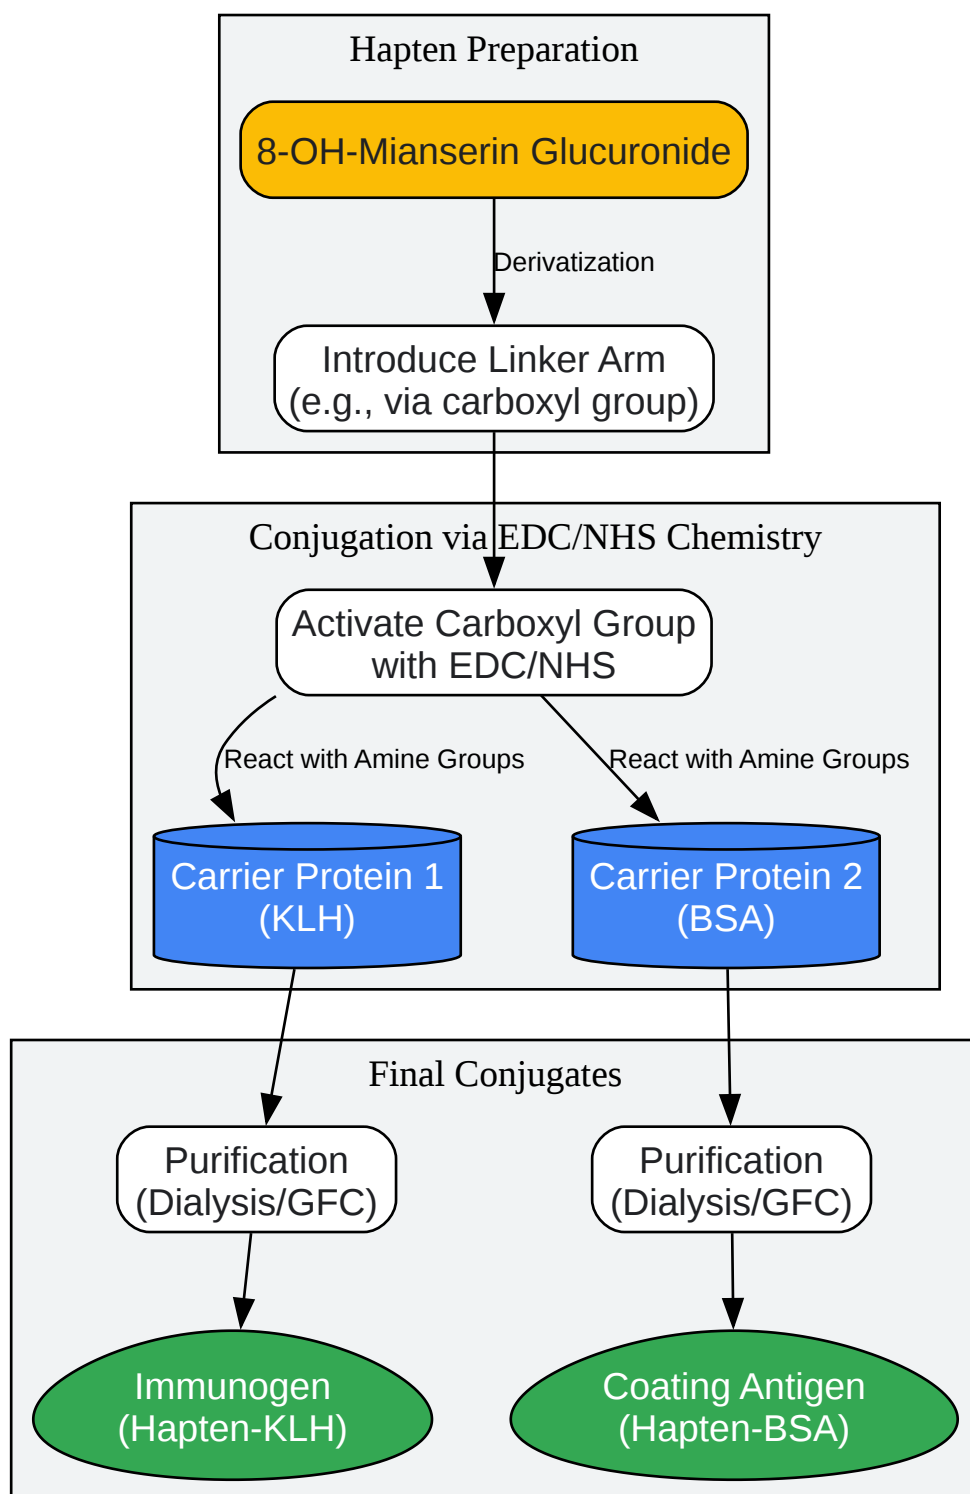 Hapten Preparation
8-OH-Mianserin Glucuronide
Derivatization
Introduce Linker Arm
(e.g., via carboxyl group)
Conjugation via EDC/NHS Chemistry
Activate Carboxyl Group
with EDC/NHS
React with Amine Groups
React with Amine Groups
Carrier Protein 1
(KLH)
Carrier Protein 2
(BSA)
Final Conjugates
Purification
(Dialysis/GFC)
Purification
(Dialysis/GFC)
Immunogen
(Hapten-KLH)
Coating Antigen
(Hapten-BSA)